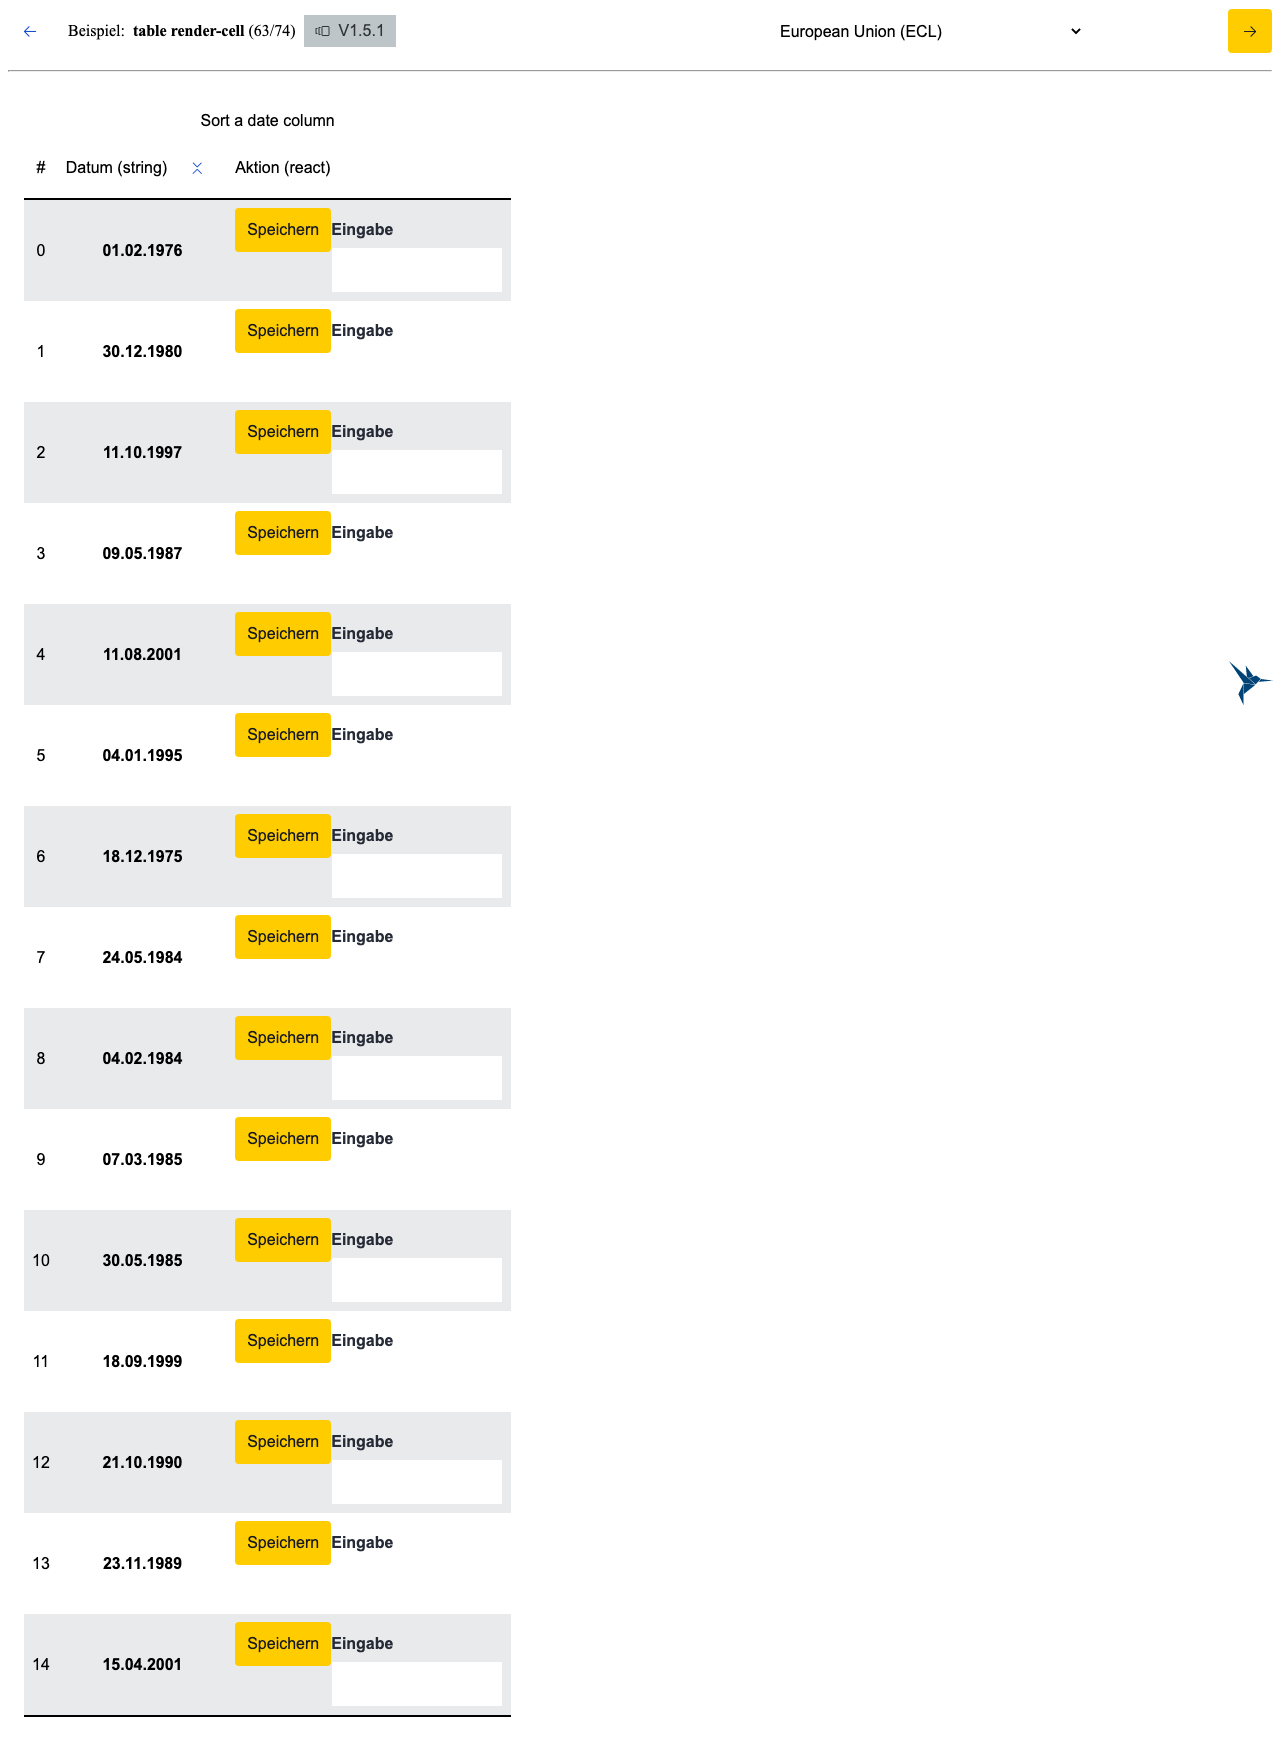 Beispiel: table render-cell (63/74) V1.5.1 European Union (ECL)
Sort a date column
# Datum (string) Aktion (react)
Speichern Eingabe
0 01.02.1976
Speichern Eingabe
1 30.12.1980
Speichern Eingabe
2 11.10.1997
Speichern Eingabe
3 09.05.1987
Speichern Eingabe
4 11.08.2001
Speichern Eingabe
5 04.01.1995
Speichern Eingabe
6 18.12.1975
Speichern Eingabe
7 24.05.1984
Speichern Eingabe
8 04.02.1984
Speichern Eingabe
9 07.03.1985
Speichern Eingabe
10 30.05.1985
Speichern Eingabe
11 18.09.1999
Speichern Eingabe
12 21.10.1990
Speichern Eingabe
13 23.11.1989
Speichern Eingabe
14 15.04.2001